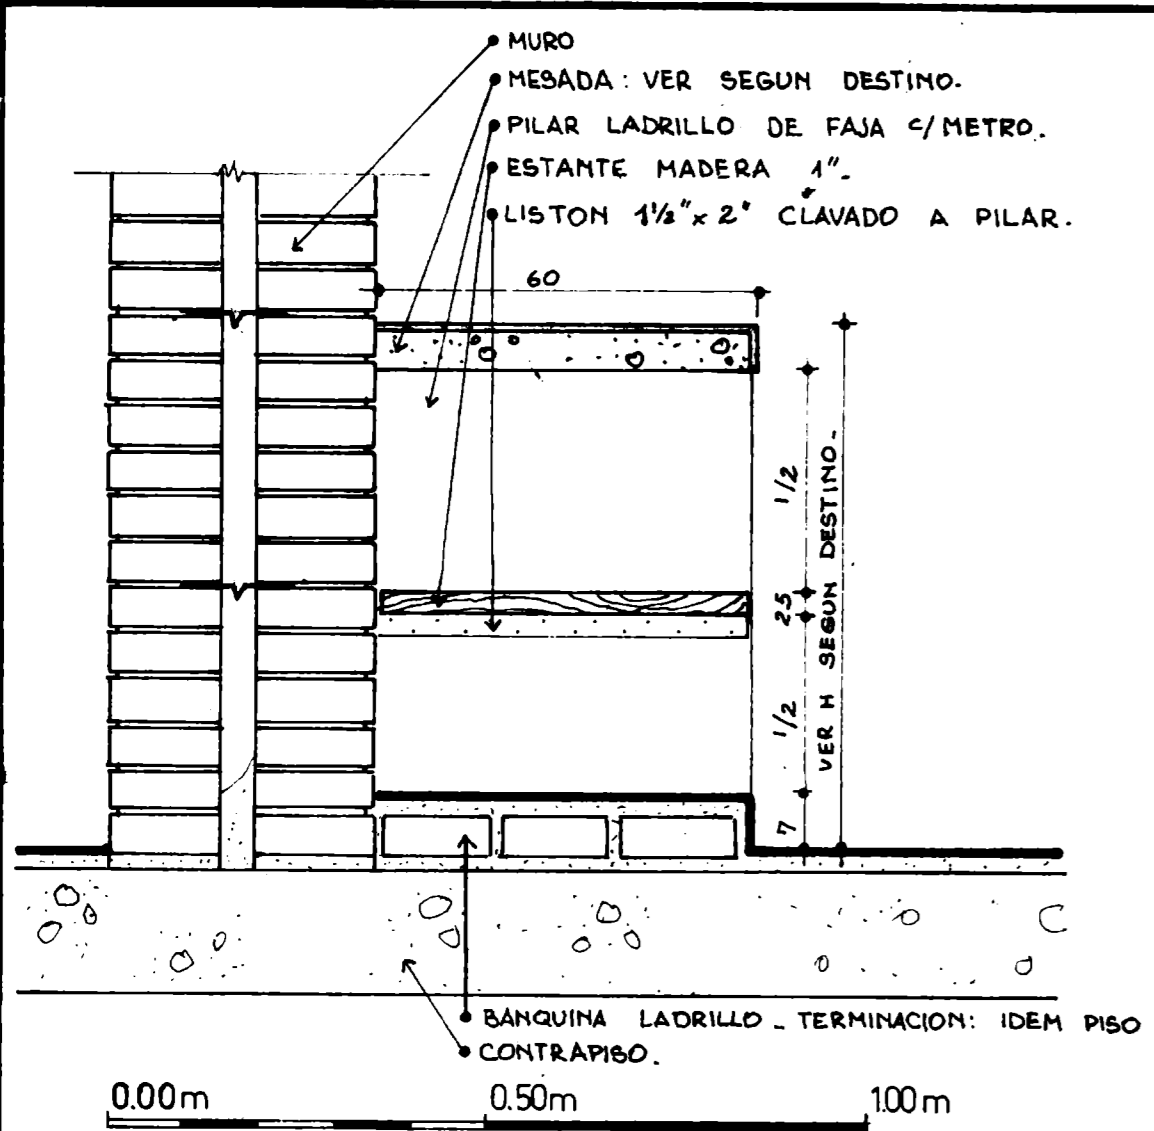 MURO
MESADA : VER SEGUN DESTINO.
PILAR LADRILLO DE FAJA C/METRO.
ESTANTE MADERA 1".
LISTON 1½" x 2" CLAVADO A PILAR.
60
1/2
25
1/2
7
VER H SEGUN DESTINO.
BANQUINA LADRILLO _ TERMINACION: IDEM PISO
CONTRAPISO.
0.00m 0.50m 1.00m